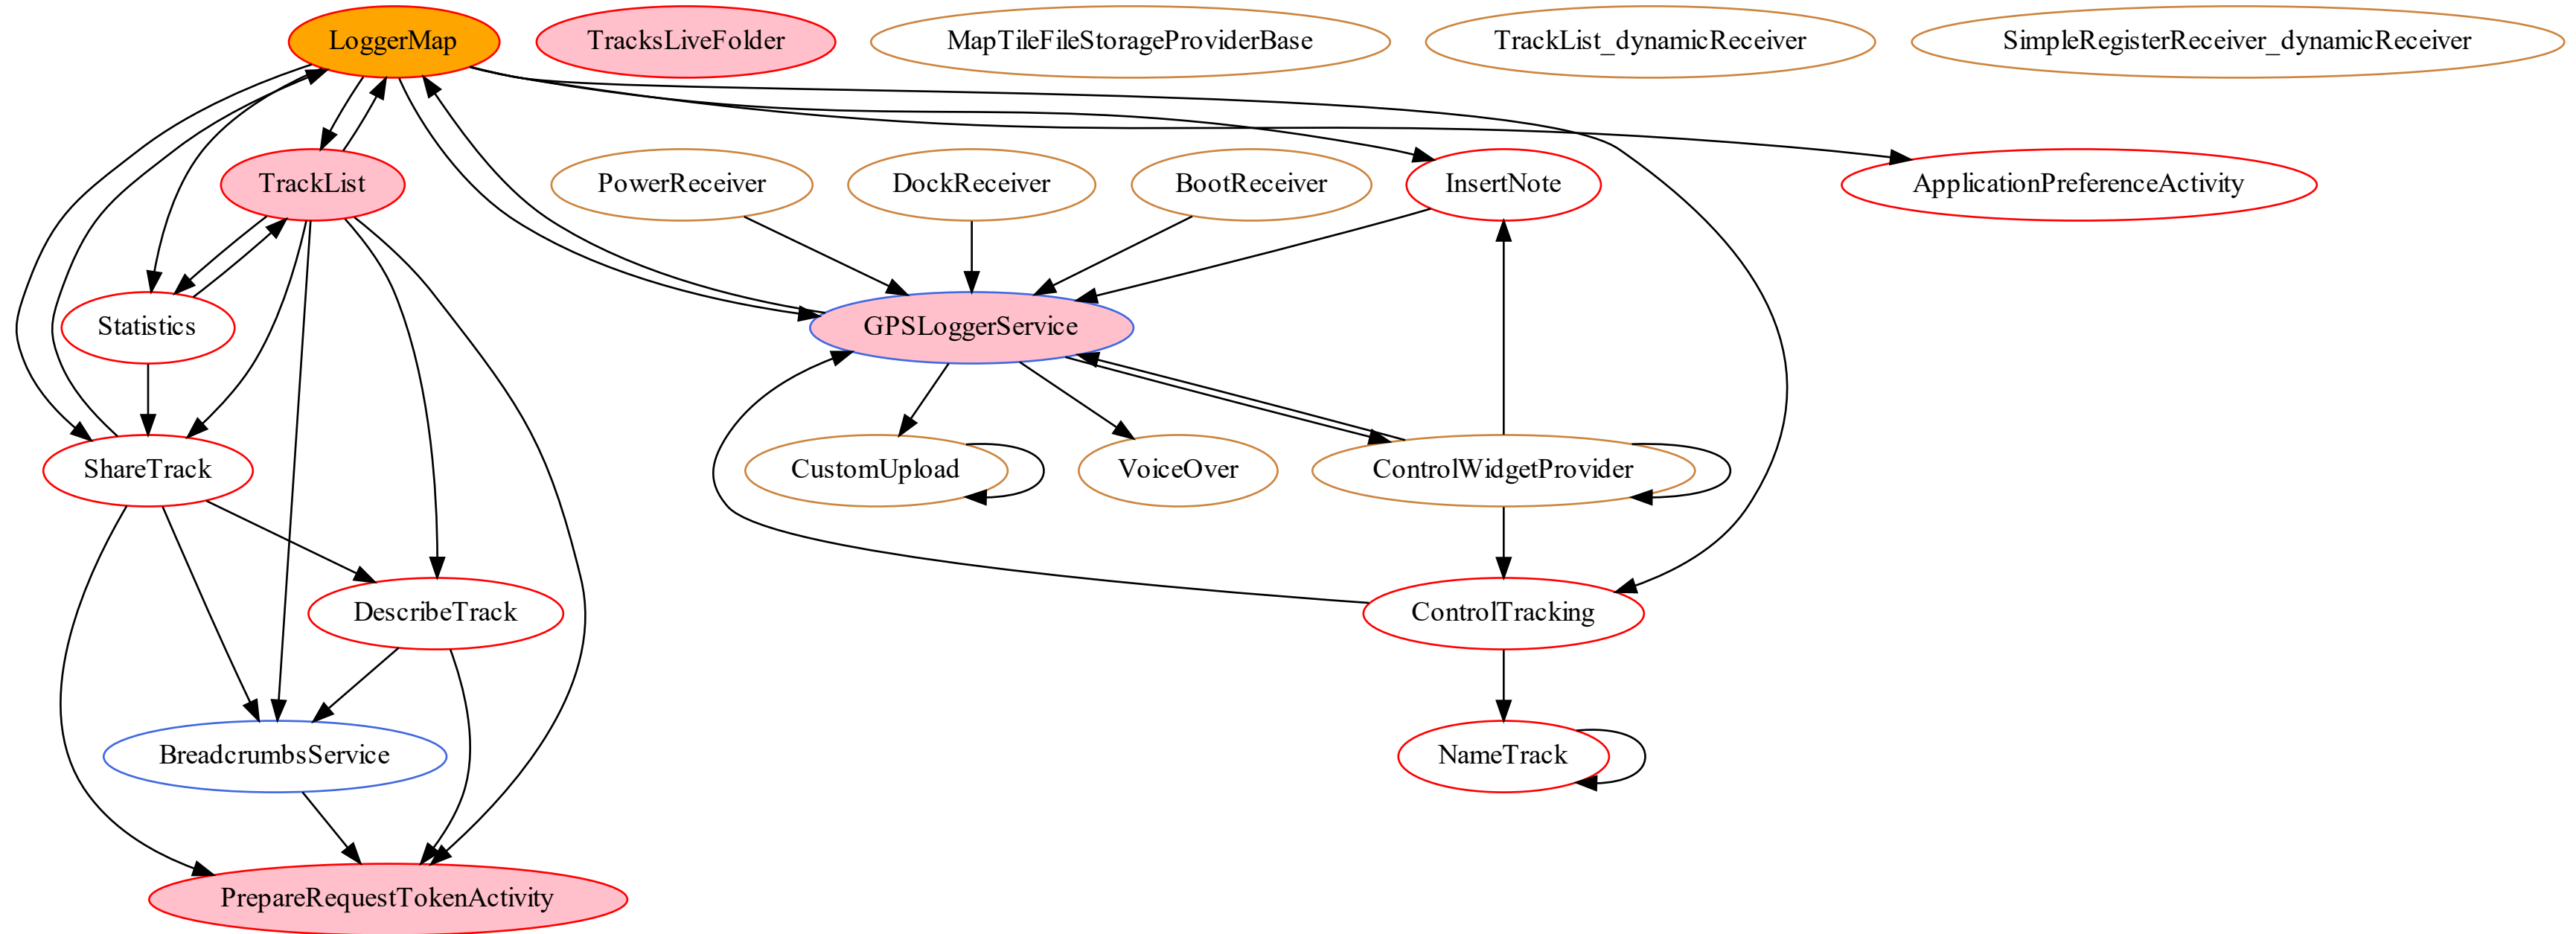 LoggerMap
TracksLiveFolder
MapTileFileStorageProviderBase
TrackList_dynamicReceiver
SimpleRegisterReceiver_dynamicReceiver
TrackList
PowerReceiver
DockReceiver
BootReceiver
InsertNote
ApplicationPreferenceActivity
Statistics
GPSLoggerService
ShareTrack
CustomUpload
VoiceOver
ControlWidgetProvider
DescribeTrack
ControlTracking
BreadcrumbsService
NameTrack
PrepareRequestTokenActivity